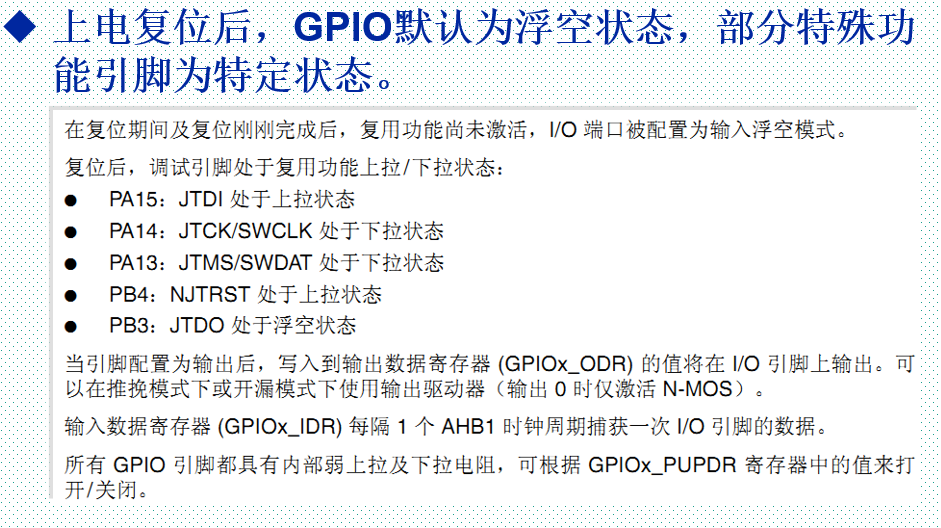 ◆ 上电复位后，GPIO默认为浮空状态，部分特殊功
能引脚为特定状态。
在复位期间及复位刚刚完成后，复用功能尚未激活，I/O 端口被配置为输入浮空模式。
复位后，调试引脚处于复用功能上拉/下拉状态：
● PA15：JTDI 处于上拉状态
● PA14：JTCK/SWCLK 处于下拉状态
● PA13：JTMS/SWDAT 处于下拉状态
● PB4：NJTRST 处于上拉状态
● PB3：JTDO 处于浮空状态
当引脚配置为输出后，写入到输出数据寄存器 (GPIOx_ODR) 的值将在 I/O 引脚上输出。可
以在推挽模式下或开漏模式下使用输出驱动器（输出 0 时仅激活 N-MOS）。
输入数据寄存器 (GPIOx_IDR) 每隔 1 个 AHB1 时钟周期捕获一次 I/O 引脚的数据。
所有 GPIO 引脚都具有内部弱上拉及下拉电阻，可根据 GPIOx_PUPDR 寄存器中的值来打
开/关闭。